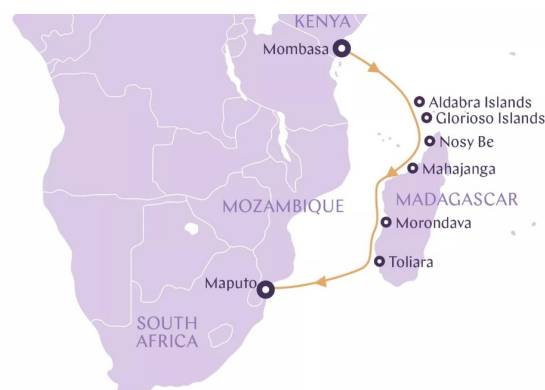 KENYA
Mombasa
Aldabra Islands
Glorioso Islands
Nosy Be
Mahajanga
MADAGASCAR
MOZAMBIQUE
Morondava
Toliara
Maputo
SOUTH
AFRICA